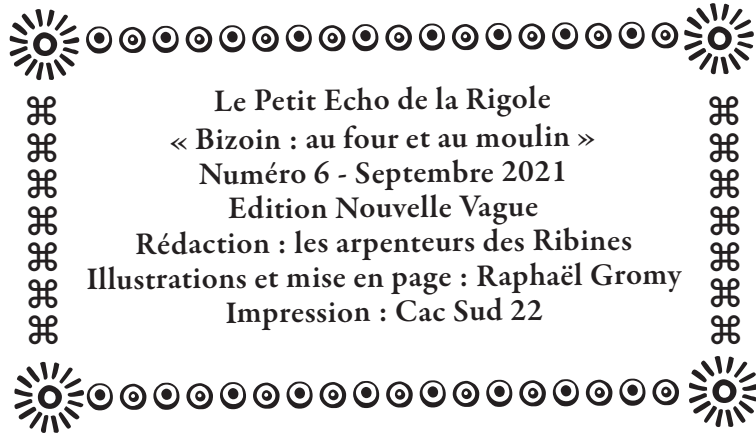 Le Petit Echo de la Rigole
« Bizoin : au four et au moulin »
Numéro 6 - Septembre 2021
Edition Nouvelle Vague
Rédaction : les arpenteurs des Ribines
Illustrations et mise en page : Raphaël Gromy
Impression : Cac Sud 22